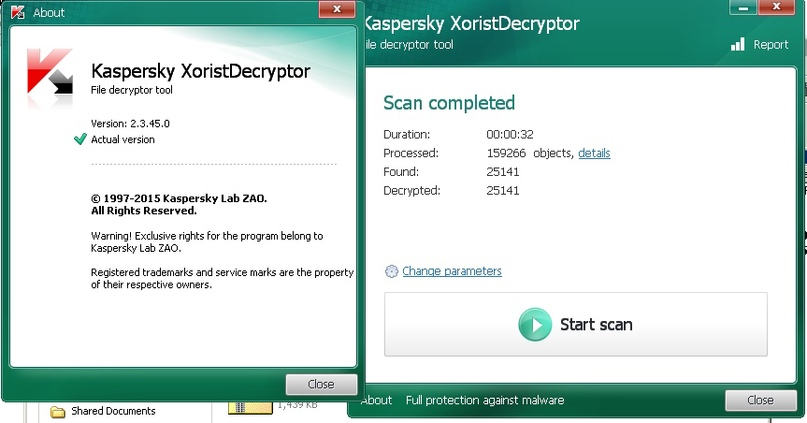 About
Kaspersky XoristDecryptor
File decryptor tool
Version: 2.3.45.0
Actual version
© 1997-2015 Kaspersky Lab ZAO.
All Rights Reserved.
Warning! Exclusive rights for the program belong to
Kaspersky Lab ZAO.
Registered trademarks and service marks are the property
of their respective owners.
Close
Kaspersky XoristDecryptor
File decryptor tool
Report
Scan completed
Duration: 00:00:32
Processed: 159266 objects, details
Found: 25141
Decrypted: 25141
Change parameters
Start scan
About Full protection against malware Close
Shared Documents
1,439 KB